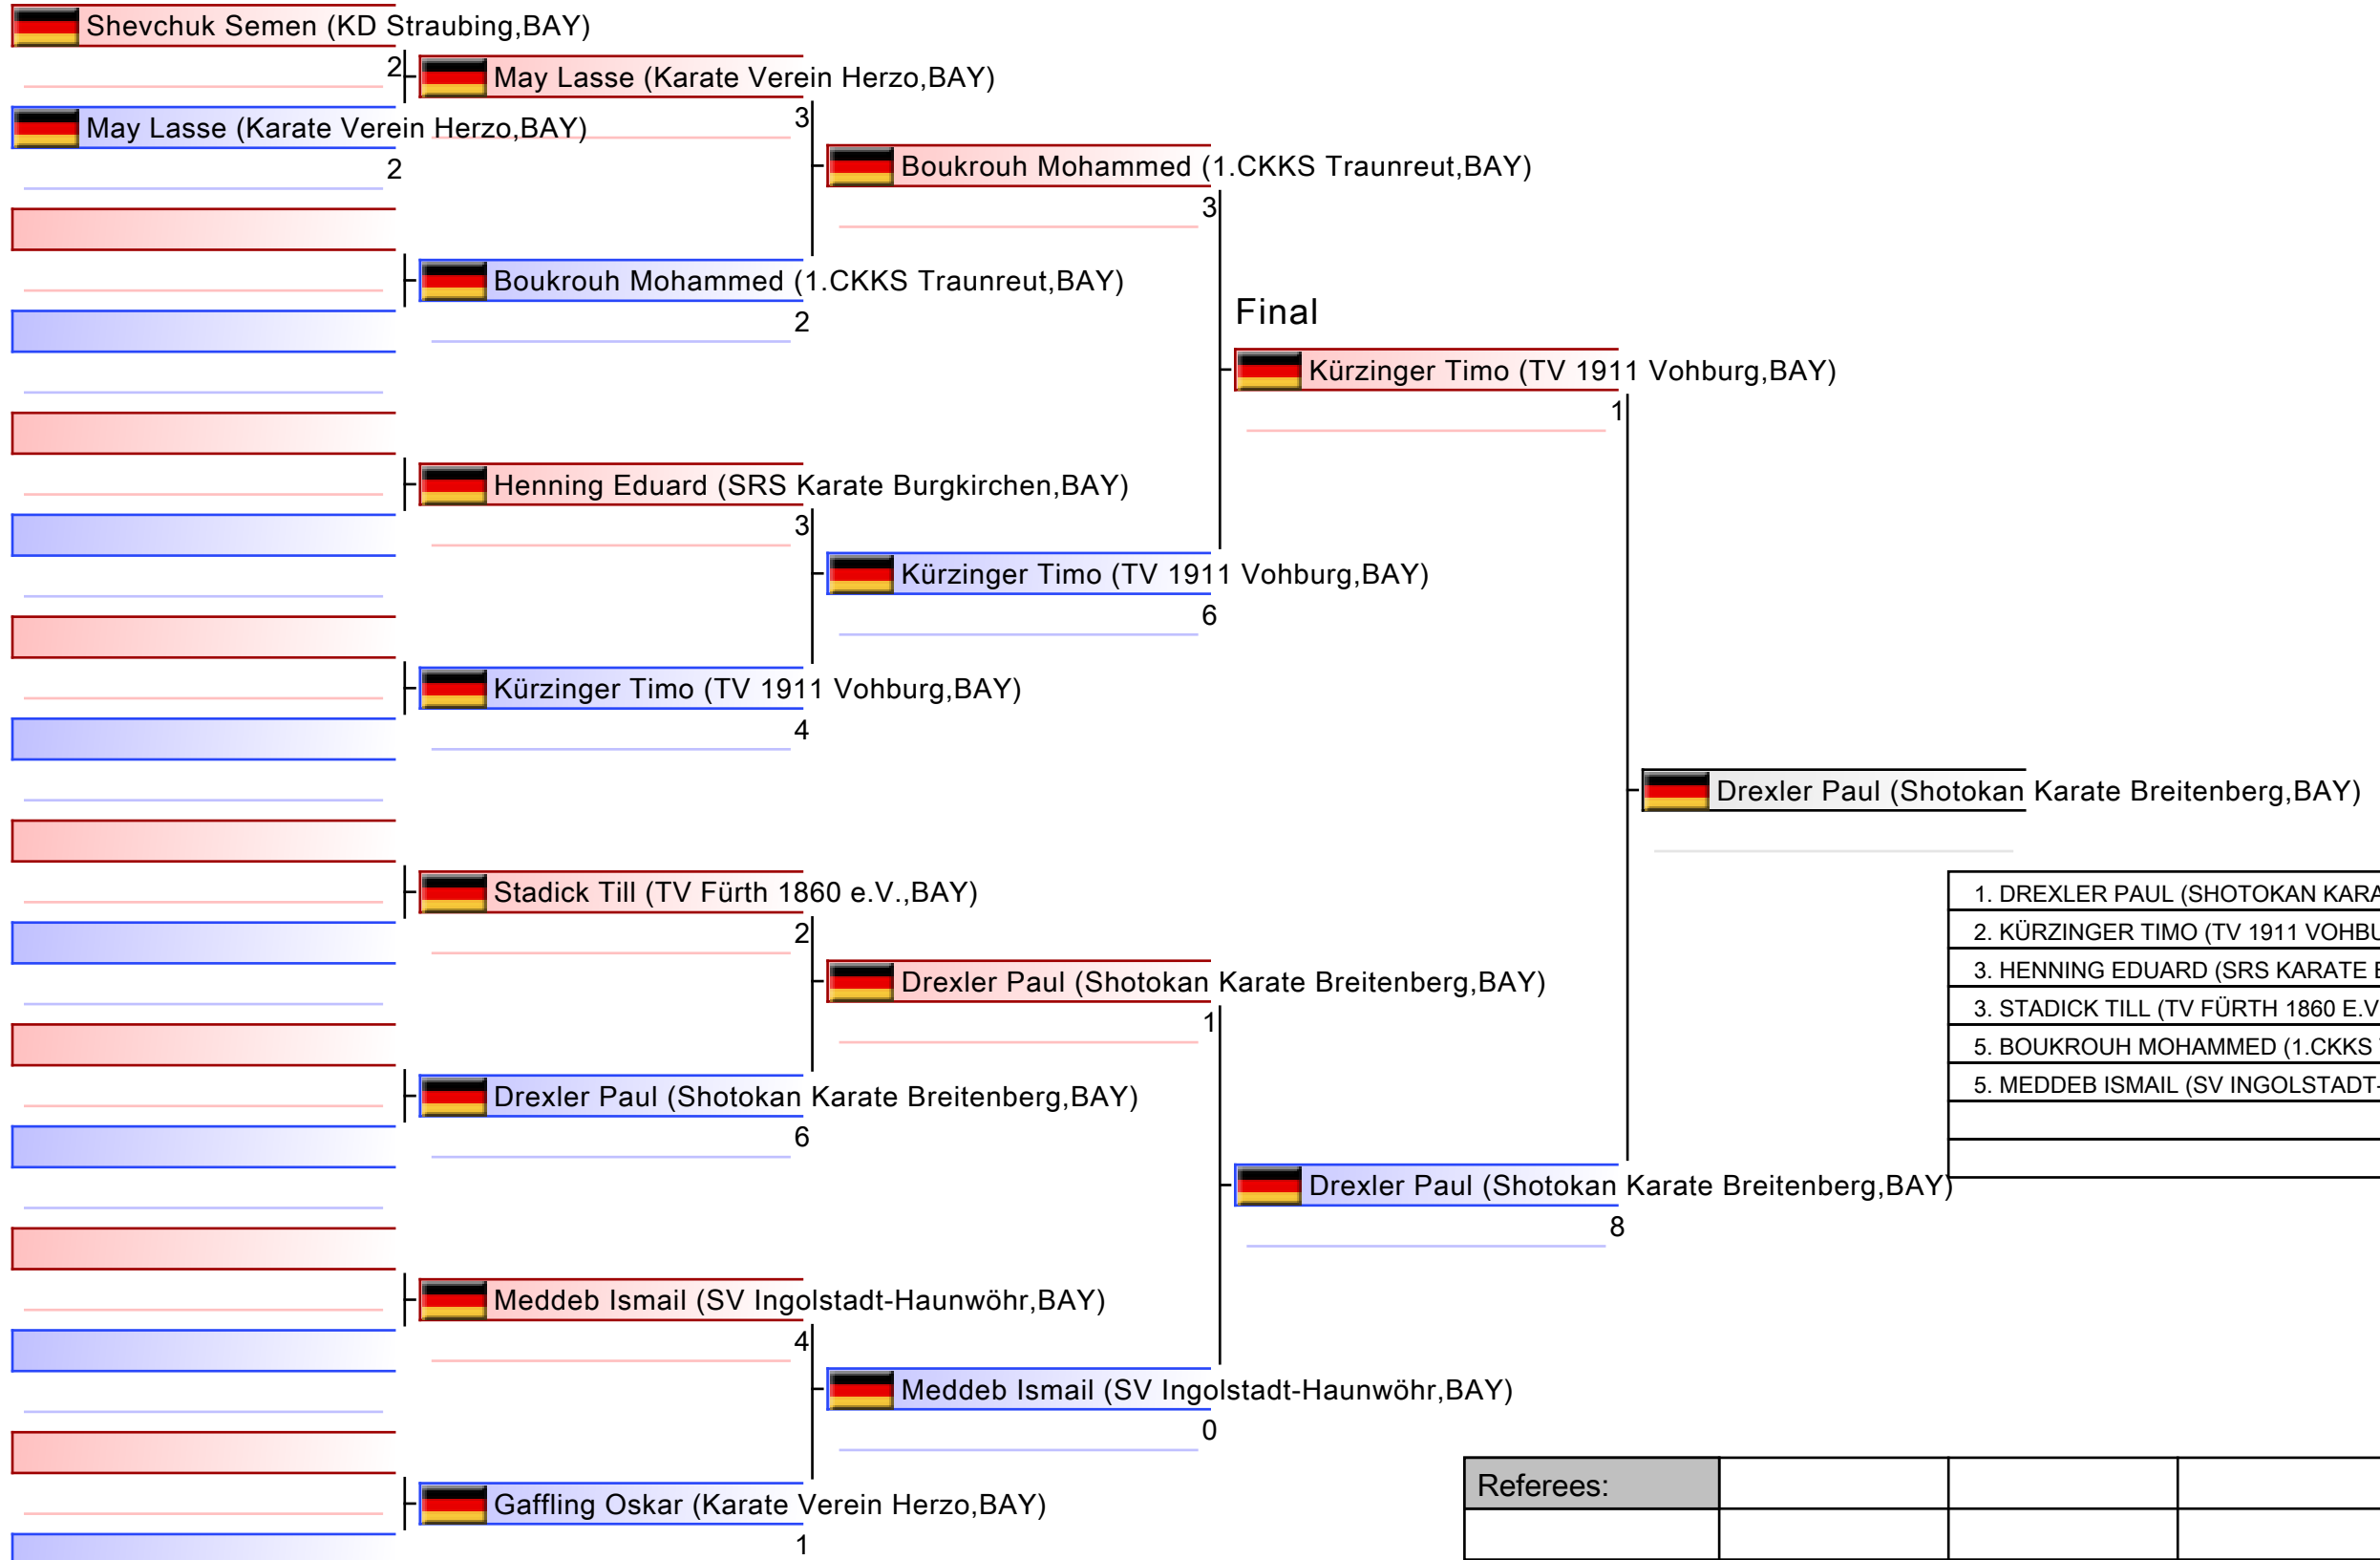 Shevchuk Semen (KD Straubing,BAY)
2
May Lasse (Karate Verein Herzo,BAY)
2
May Lasse (Karate Verein Herzo,BAY)
3
Boukrouh Mohammed (1.CKKS Traunreut,BAY)
2
Henning Eduard (SRS Karate Burgkirchen,BAY)
3
Kürzinger Timo (TV 1911 Vohburg,BAY)
4
Stadick Till (TV Fürth 1860 e.V.,BAY)
2
Drexler Paul (Shotokan Karate Breitenberg,BAY)
6
Meddeb Ismail (SV Ingolstadt-Haunwöhr,BAY)
4
Gaffling Oskar (Karate Verein Herzo,BAY)
1
Boukrouh Mohammed (1.CKKS Traunreut,BAY)
3
Kürzinger Timo (TV 1911 Vohburg,BAY)
6
Drexler Paul (Shotokan Karate Breitenberg,BAY)
1
Meddeb Ismail (SV Ingolstadt-Haunwöhr,BAY)
0
Final
Kürzinger Timo (TV 1911 Vohburg,BAY)
1
Drexler Paul (Shotokan Karate Breitenberg,BAY)
8
Drexler Paul (Shotokan Karate Breitenberg,BAY)
1. DREXLER PAUL (SHOTOKAN
2. KÜRZINGER TIMO (TV 1911
3. HENNING EDUARD (SRS KARATE
3. STADICK TILL (TV FÜRTH 1860 E.V
5. BOUKROUH MOHAMMED (1.CKKS
5. MEDDEB ISMAIL (SV INGOLSTADT-
Referees: